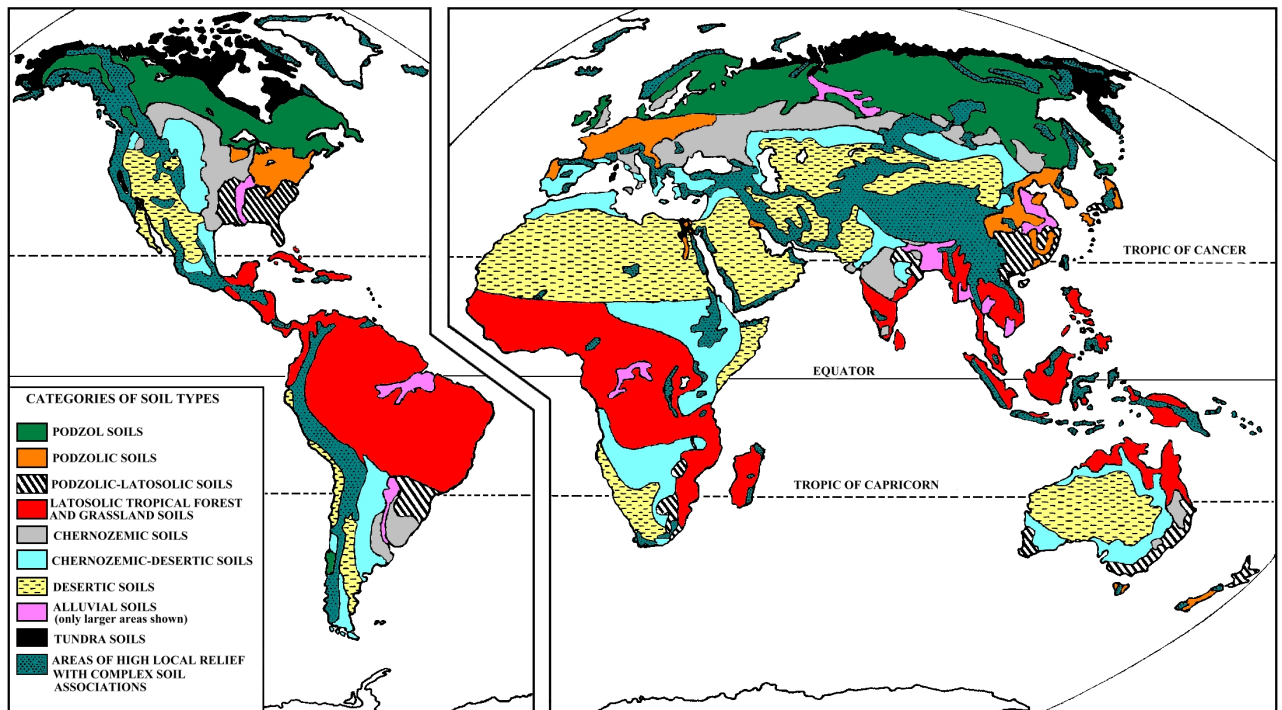 TROPIC OF CANCER
EQUATOR
TROPIC OF CAPRICORN
CATEGORIES OF SOIL TYPES
PODZOL SOILS
PODZOLIC SOILS
PODZOLIC-LATOSOLIC SOILS
LATOSOLIC TROPICAL FOREST
AND GRASSLAND SOILS
CHERNOZEMIC SOILS
CHERNOZEMIC-DESERTIC SOILS
DESERTIC SOILS
ALLUVIAL SOILS
(only larger areas shown)
TUNDRA SOILS
AREAS OF HIGH LOCAL RELIEF
WITH COMPLEX SOIL
ASSOCIATIONS